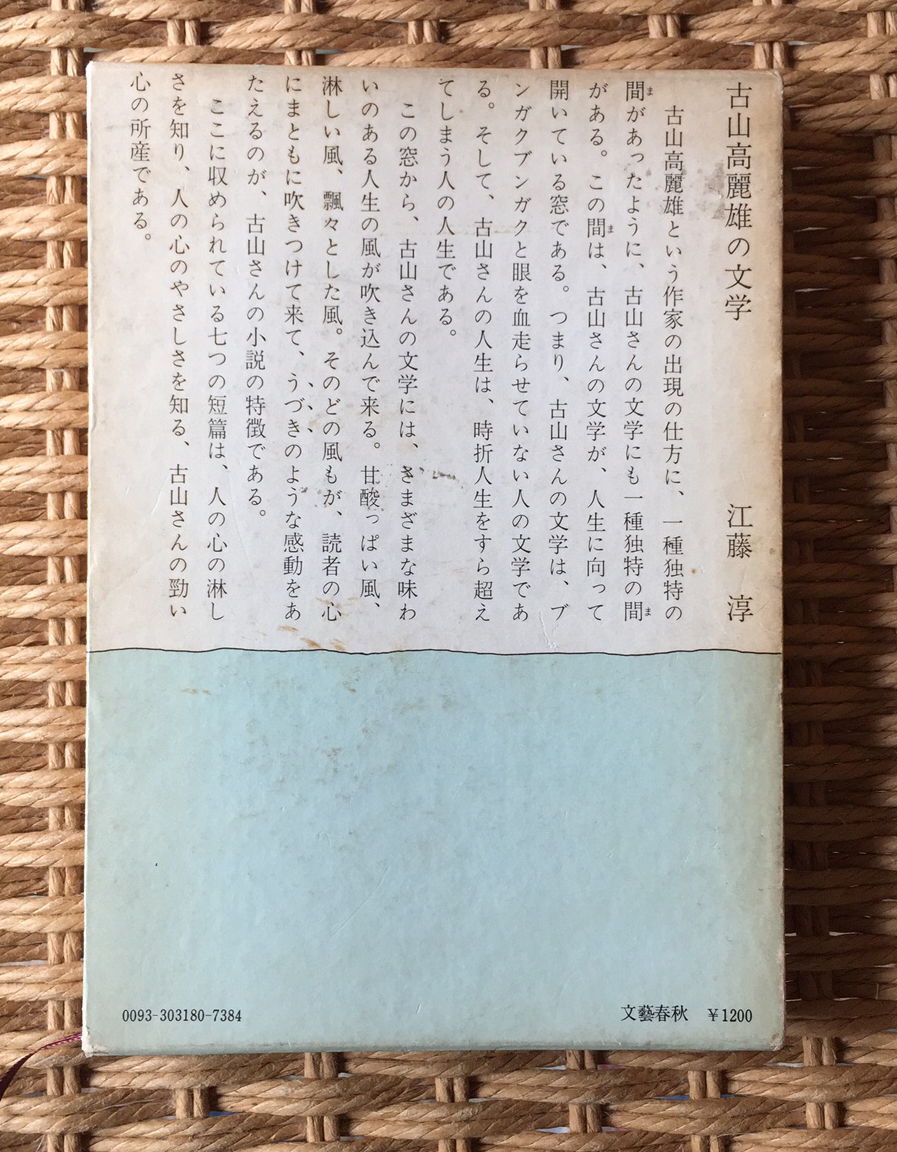 古山高麗雄の文学　江藤　淳
古山高麗雄という作家の出現の仕方に、一種独特の
間があったように、古山さんの文学にも一種独特の間
がある。この間は、古山さんの文学が、人生に向って
開いている窓である。つまり、古山さんの文学は、ブ
ンガクブンガクと眼を血走らせていない人の文学であ
る。そして、古山さんの人生は、時折人生をすら超え
てしまう人の人生である。
この窓から、古山さんの文学には、さまざまな味わ
いのある人生の風が吹き込んで来る。甘酸っぱい風、
淋しい風、飄々とした風。そのどの風もが、読者の心
にまともに吹きつけて来て、うづきのような感動をあ
たえるのが、古山さんの小説の特徴である。
ここに収められている七つの短篇は、人の心の淋し
さを知り、人の心のやさしさを知る、古山さんの勁い
心の所産である。
0093-303180-7384
文藝春秋　￥1200